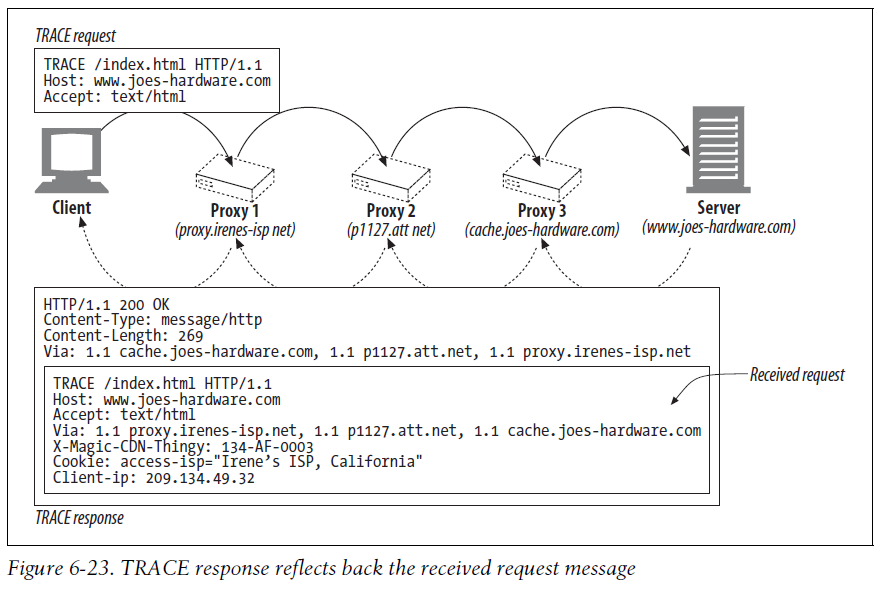 TRACE request
TRACE /index.html HTTP/1.1
Host: www.joes-hardware.com
Accept: text/html
Client
Proxy 1
(proxy.irenes-isp net)
Proxy 2
(p1127.att net)
Proxy 3
(cache.joes-hardware.com)
Server
(www.joes-hardware.com)
HTTP/1.1 200 OK
Content-Type: message/http
Content-Length: 269
Via: 1.1 cache.joes-hardware.com, 1.1 p1127.att.net, 1.1 proxy.irenes-isp.net
TRACE /index.html HTTP/1.1
Host: www.joes-hardware.com
Accept: text/html
Via: 1.1 proxy.irenes-isp.net, 1.1 p1127.att.net, 1.1 cache.joes-hardware.com
X-Magic-CDN-Thingy: 134-AF-0003
Cookie: access-isp="Irene’s ISP, California"
Client-ip: 209.134.49.32
Received request
TRACE response
Figure 6-23. TRACE response reflects back the received request message